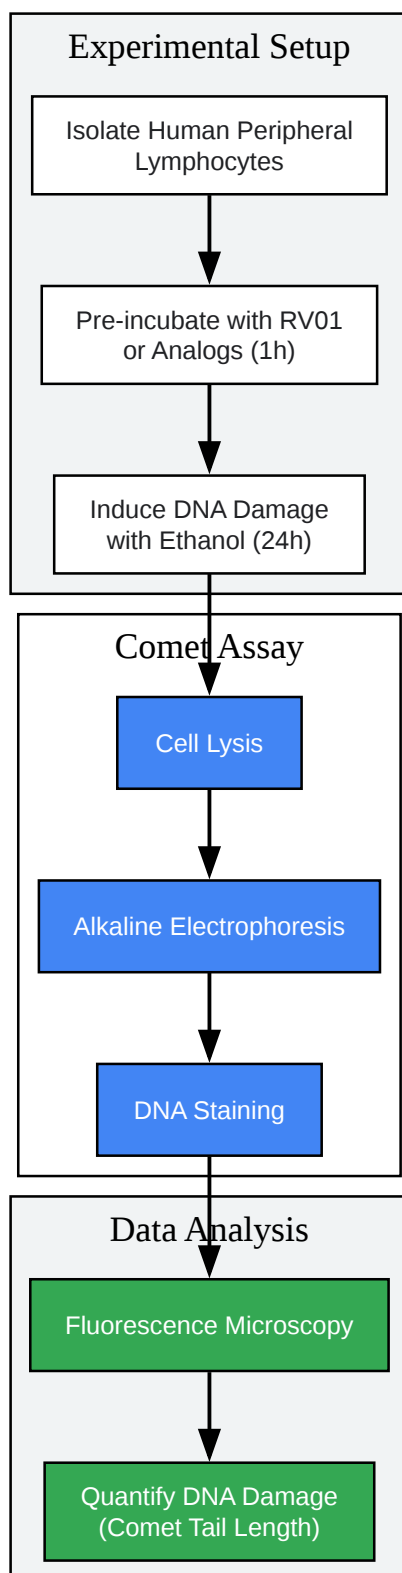 Experimental Setup
Isolate Human Peripheral
Lymphocytes
Pre-incubate with RV01
or Analogs (1h)
Induce DNA Damage
with Ethanol (24h)
Comet Assay
Cell Lysis
Alkaline Electrophoresis
DNA Staining
Data Analysis
Fluorescence Microscopy
Quantify DNA Damage
(Comet Tail Length)